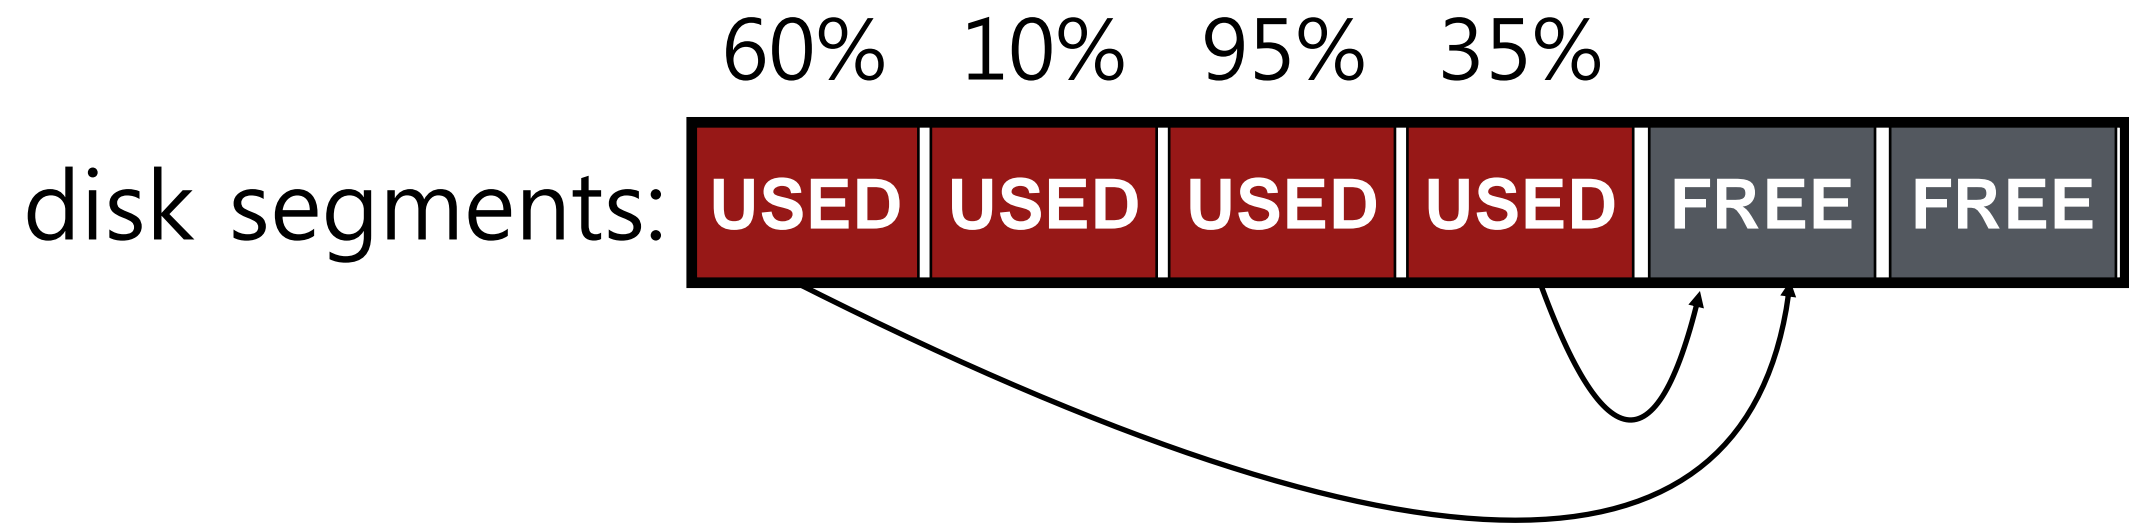 60% 10% 95% 35%
disk segments: USED USED USED USED FREE FREE